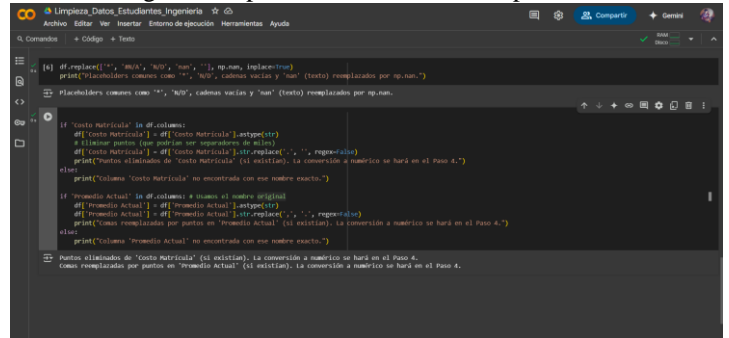 Limpieza_Datos_Estudiantes_Ingenieria
Archivo Editar Ver Insertar Entorno de ejecución Herramientas Ayuda
Compartir
Gemini
Comandos + Código + Texto
RAM
Disco
[6] df.replace(['*', '#N/A', 'N/D', 'nan', ''], np.nan, inplace=True)
print("Placeholders comunes como '*', 'N/D', cadenas vacías y 'nan' (texto) reemplazados por np.nan.")
Placeholders comunes como '*', 'N/D', cadenas vacías y 'nan' (texto) reemplazados por np.nan.
if 'Costo Matrícula' in df.columns:
df['Costo Matrícula'] = df['Costo Matrícula'].astype(str)
# Eliminar puntos (que podrían ser separadores de miles)
df['Costo Matrícula'] = df['Costo Matrícula'].str.replace('.', '', regex=False)
print("Puntos eliminados de 'Costo Matrícula' (si existían). La conversión a numérico se hará en el Paso 4.")
else:
print("Columna 'Costo Matrícula' no encontrada con ese nombre exacto.")
if 'Promedio Actual' in df.columns: # Usamos el nombre original
df['Promedio Actual'] = df['Promedio Actual'].astype(str)
df['Promedio Actual'] = df['Promedio Actual'].str.replace(',', '.', regex=False)
print("Comas reemplazadas por puntos en 'Promedio Actual' (si existían). La conversión a numérico se hará en el Paso 4.")
else:
print("Columna 'Promedio Actual' no encontrada con ese nombre exacto.")
Puntos eliminados de 'Costo Matrícula' (si existían). La conversión a numérico se hará en el Paso 4.
Comas reemplazadas por puntos en 'Promedio Actual' (si existían). La conversión a numérico se hará en el Paso 4.